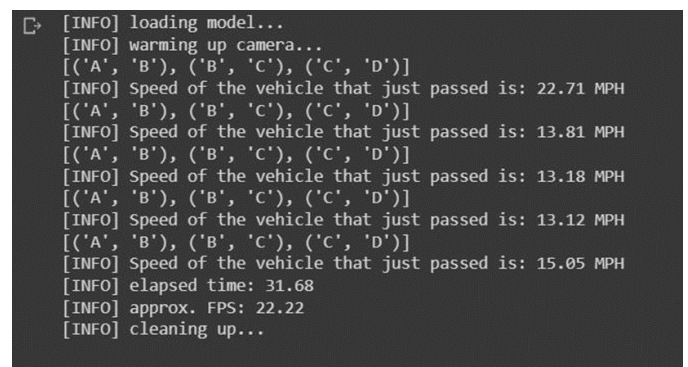 [INFO] loading model...
[INFO] warming up camera...
[('A', 'B'), ('B', 'C'), ('C', 'D')]
[INFO] Speed of the vehicle that just passed is: 22.71 MPH
[('A', 'B'), ('B', 'C'), ('C', 'D')]
[INFO] Speed of the vehicle that just passed is: 13.81 MPH
[('A', 'B'), ('B', 'C'), ('C', 'D')]
[INFO] Speed of the vehicle that just passed is: 13.18 MPH
[('A', 'B'), ('B', 'C'), ('C', 'D')]
[INFO] Speed of the vehicle that just passed is: 13.12 MPH
[('A', 'B'), ('B', 'C'), ('C', 'D')]
[INFO] Speed of the vehicle that just passed is: 15.05 MPH
[INFO] elapsed time: 31.68
[INFO] approx. FPS: 22.22
[INFO] cleaning up...